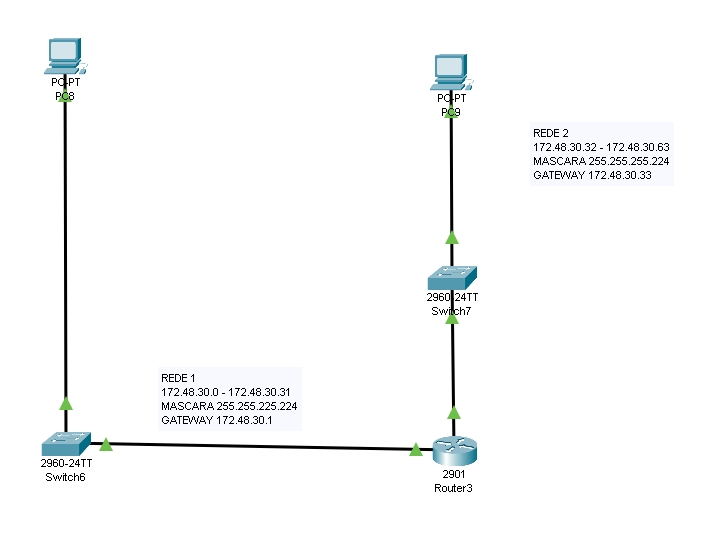 PC-PT
PC8
PC-PT
PC9
REDE 2
172.48.30.32 - 172.48.30.63
MASCARA 255.255.255.224
GATEWAY 172.48.30.33
2960-24TT
Switch7
REDE 1
172.48.30.0 - 172.48.30.31
MASCARA 255.255.225.224
GATEWAY 172.48.30.1
2960-24TT
Switch6
2901
Router3